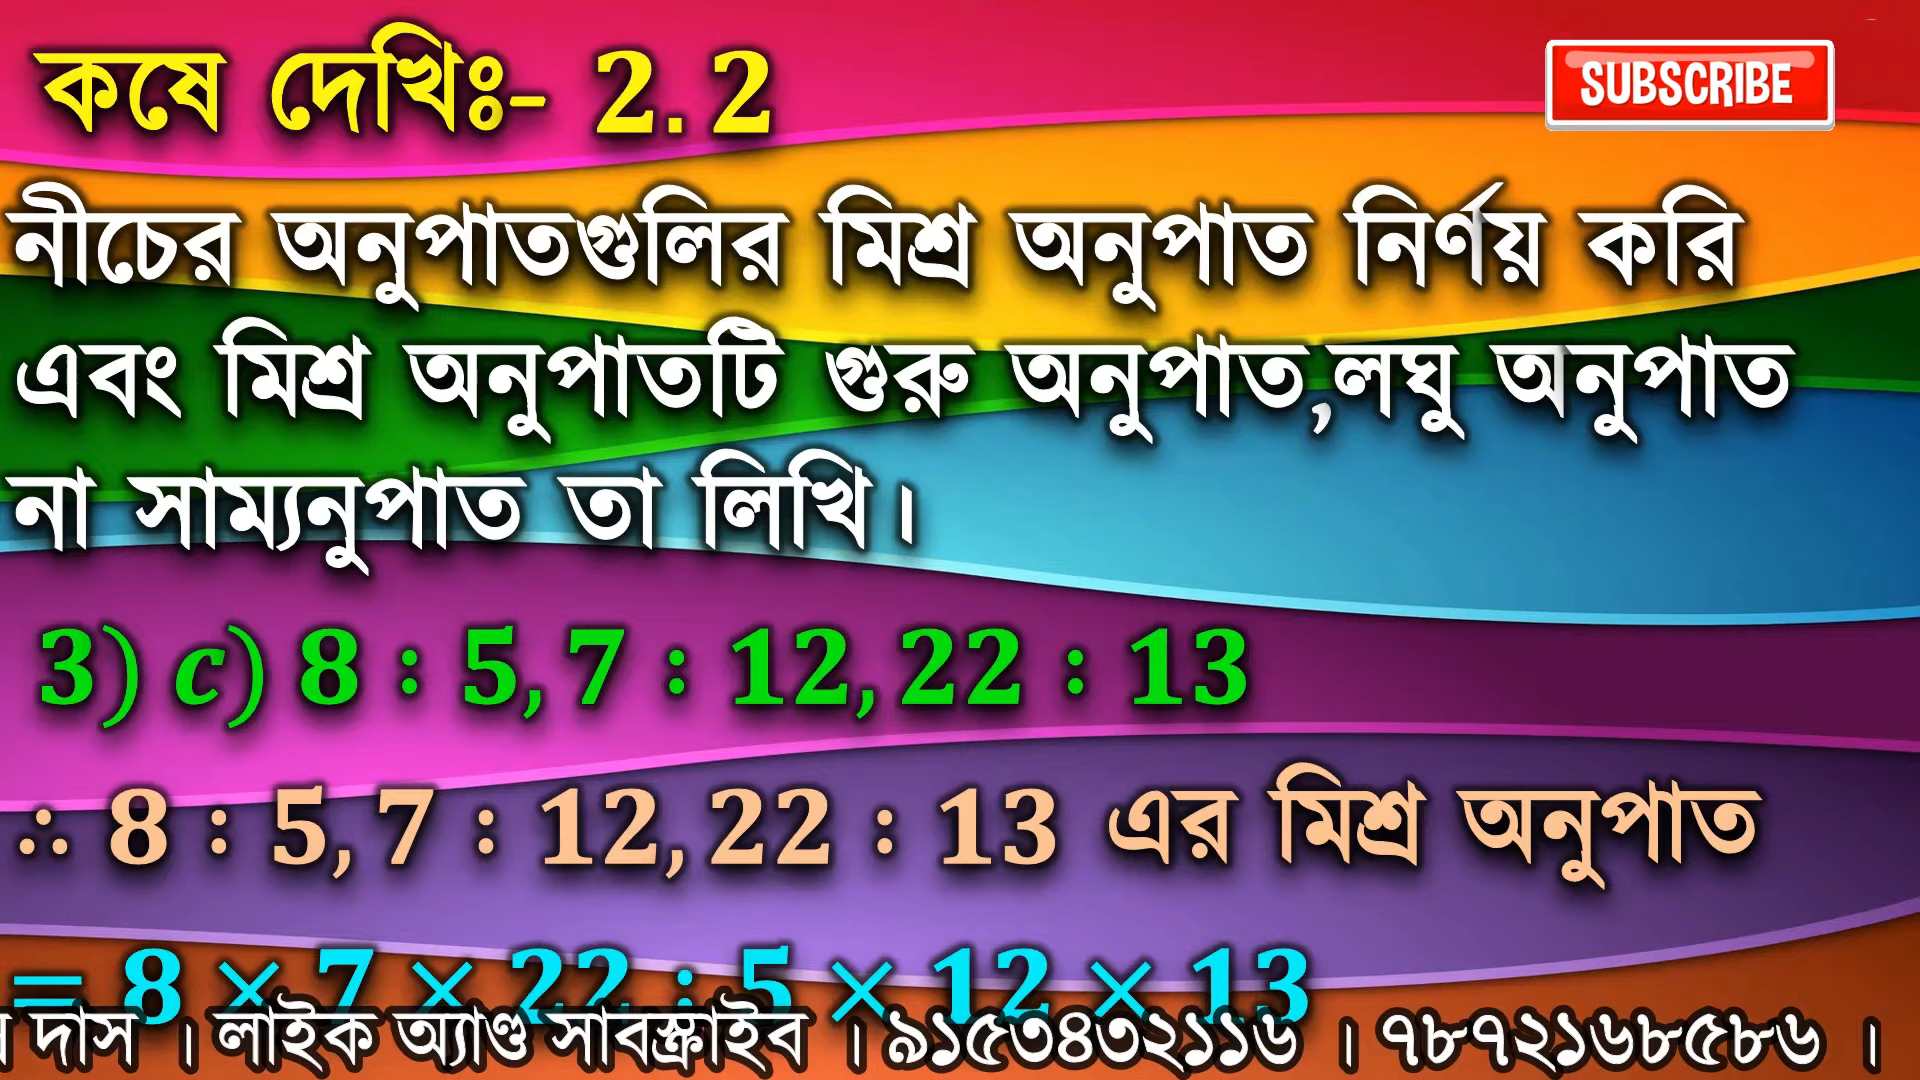 কষে দেখিঃ- 2.2
SUBSCRIBE
নীচের অনুপাতগুলির মিশ্র অনুপাত নির্ণয় করি
এবং মিশ্র অনুপাতটি গুরু অনুপাত,লঘু অনুপাত
না সাম্যনুপাত তা লিখি।
3) c) 8 : 5, 7 : 12, 22 : 13
∴ 8 : 5, 7 : 12, 22 : 13 এর মিশ্র অনুপাত
= 8 × 7 × 22 : 5 × 12 × 13
দাস । লাইক অ্যাণ্ড সাবস্ক্রাইব । ৯১৫৩৪৩২১১৬ । ৭৮৭২১৬৮৫৮৬ ।